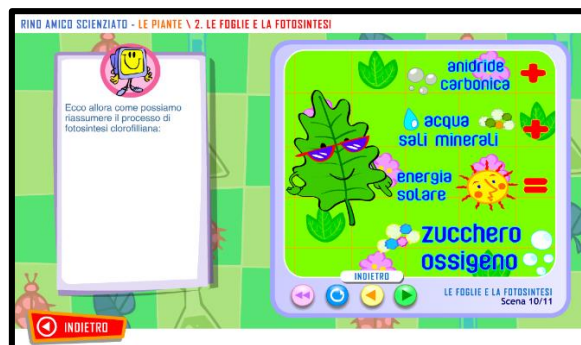 RINO AMICO SCIENZIATO - LE PIANTE \ 2. LE FOGLIE E LA FOTOSINTESI
Ecco allora come possiamo
riassumere il processo di
fotosintesi clorofilliana:
anidride
carbonica +
acqua
sali minerali +
energia
solare =
zucchero
ossigeno
INDIETRO
LE FOGLIE E LA FOTOSINTESI
Scena 10/11
INDIETRO